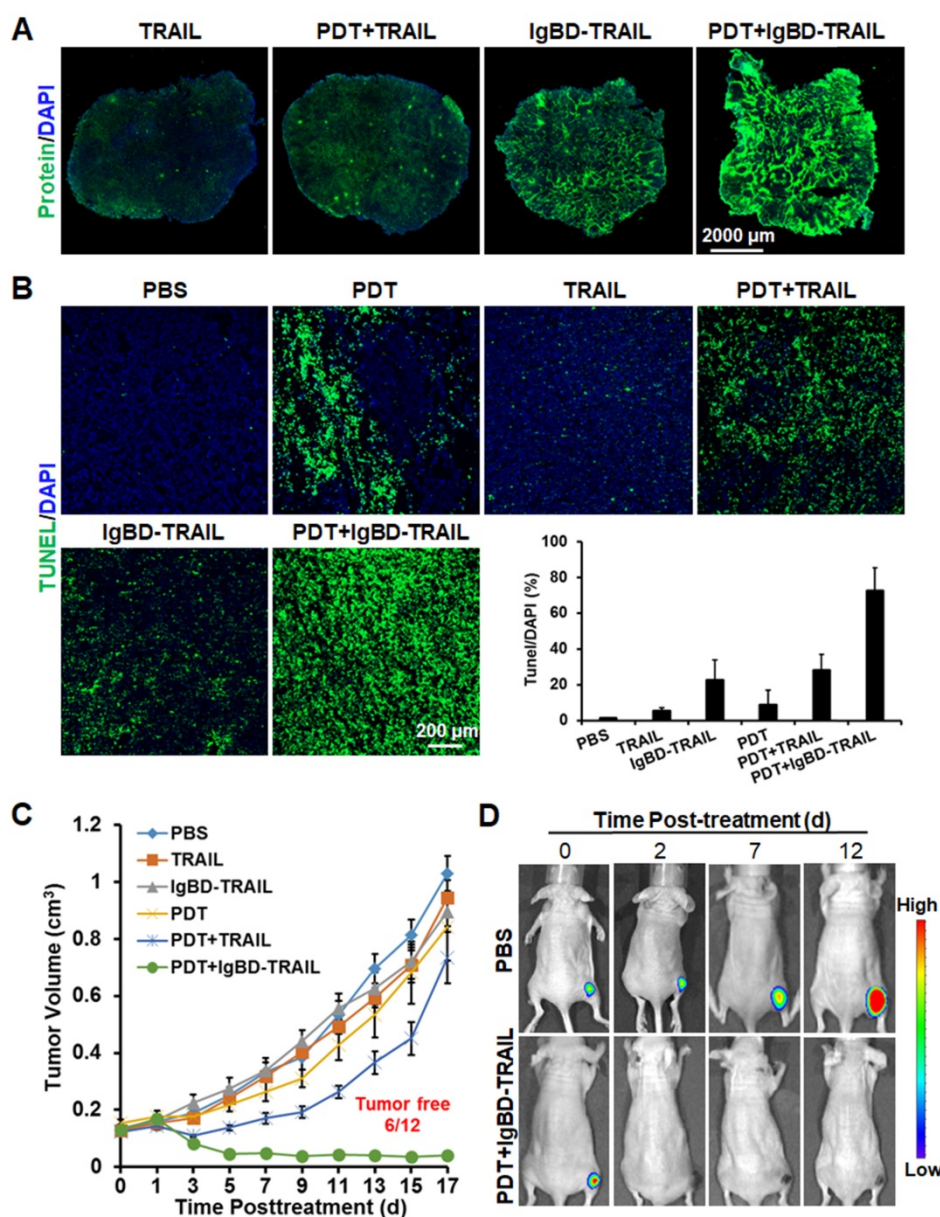 A
TRAIL PDT+TRAIL IgBD-TRAIL PDT+IgBD-TRAIL
Protein/DAPI
2000 µm
B
PBS PDT TRAIL PDT+TRAIL
TUNEL/DAPI
IgBD-TRAIL PDT+IgBD-TRAIL
200 µm
Tunel/DAPI (%)
100
80
60
40
20
0
PBS TRAIL IgBD-TRAIL PDT PDT+TRAIL PDT+IgBD-TRAIL
C
Tumor Volume (cm³)
1.2
1
0.8
0.6
0.4
0.2
0
PBS
TRAIL
IgBD-TRAIL
PDT
PDT+TRAIL
PDT+IgBD-TRAIL
Tumor free
6/12
0 1 3 5 7 9 11 13 15 17
Time Posttreatment (d)
D
Time Post-treatment (d)
0 2 7 12
PBS
PDT+IgBD-TRAIL
High
Low